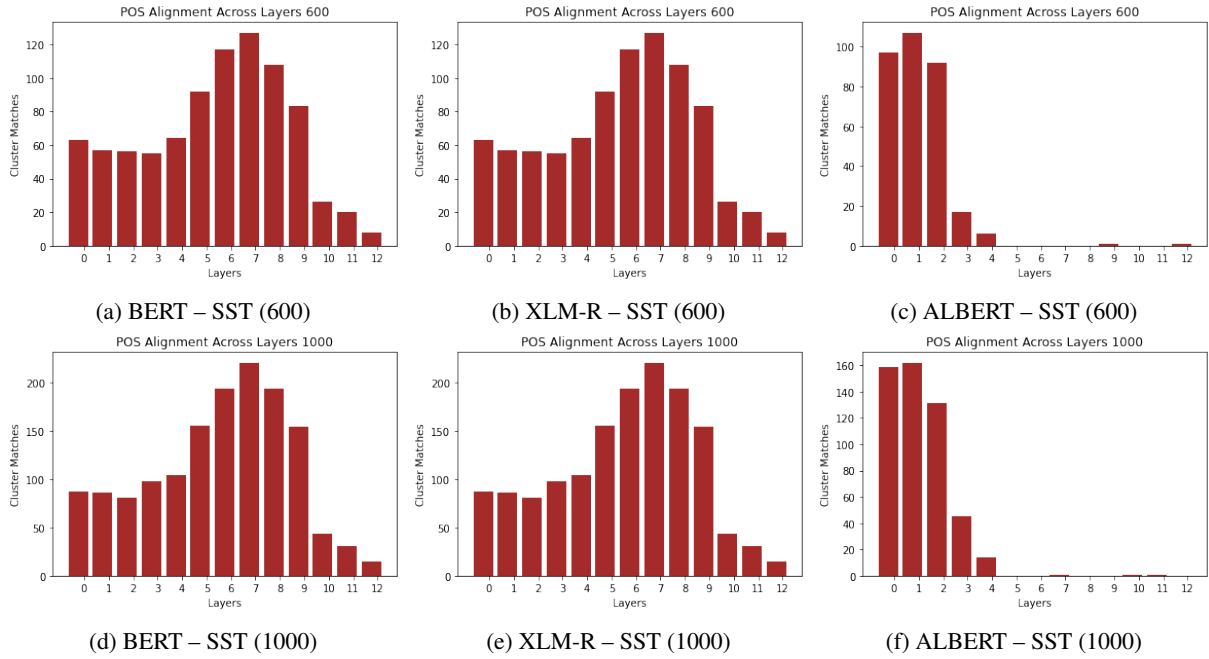 POS Alignment Across Layers 600
Cluster Matches
120
100
80
60
40
20
0
0 1 2 3 4 5 6 7 8 9 10 11 12
Layers
(a) BERT – SST (600)
POS Alignment Across Layers 600
Cluster Matches
120
100
80
60
40
20
0
0 1 2 3 4 5 6 7 8 9 10 11 12
Layers
(b) XLM-R – SST (600)
POS Alignment Across Layers 600
Cluster Matches
100
80
60
40
20
0
0 1 2 3 4 5 6 7 8 9 10 11 12
Layers
(c) ALBERT – SST (600)
POS Alignment Across Layers 1000
Cluster Matches
200
150
100
50
0
0 1 2 3 4 5 6 7 8 9 10 11 12
Layers
(d) BERT – SST (1000)
POS Alignment Across Layers 1000
Cluster Matches
200
150
100
50
0
0 1 2 3 4 5 6 7 8 9 10 11 12
Layers
(e) XLM-R – SST (1000)
POS Alignment Across Layers 1000
Cluster Matches
160
140
120
100
80
60
40
20
0
0 1 2 3 4 5 6 7 8 9 10 11 12
Layers
(f) ALBERT – SST (1000)